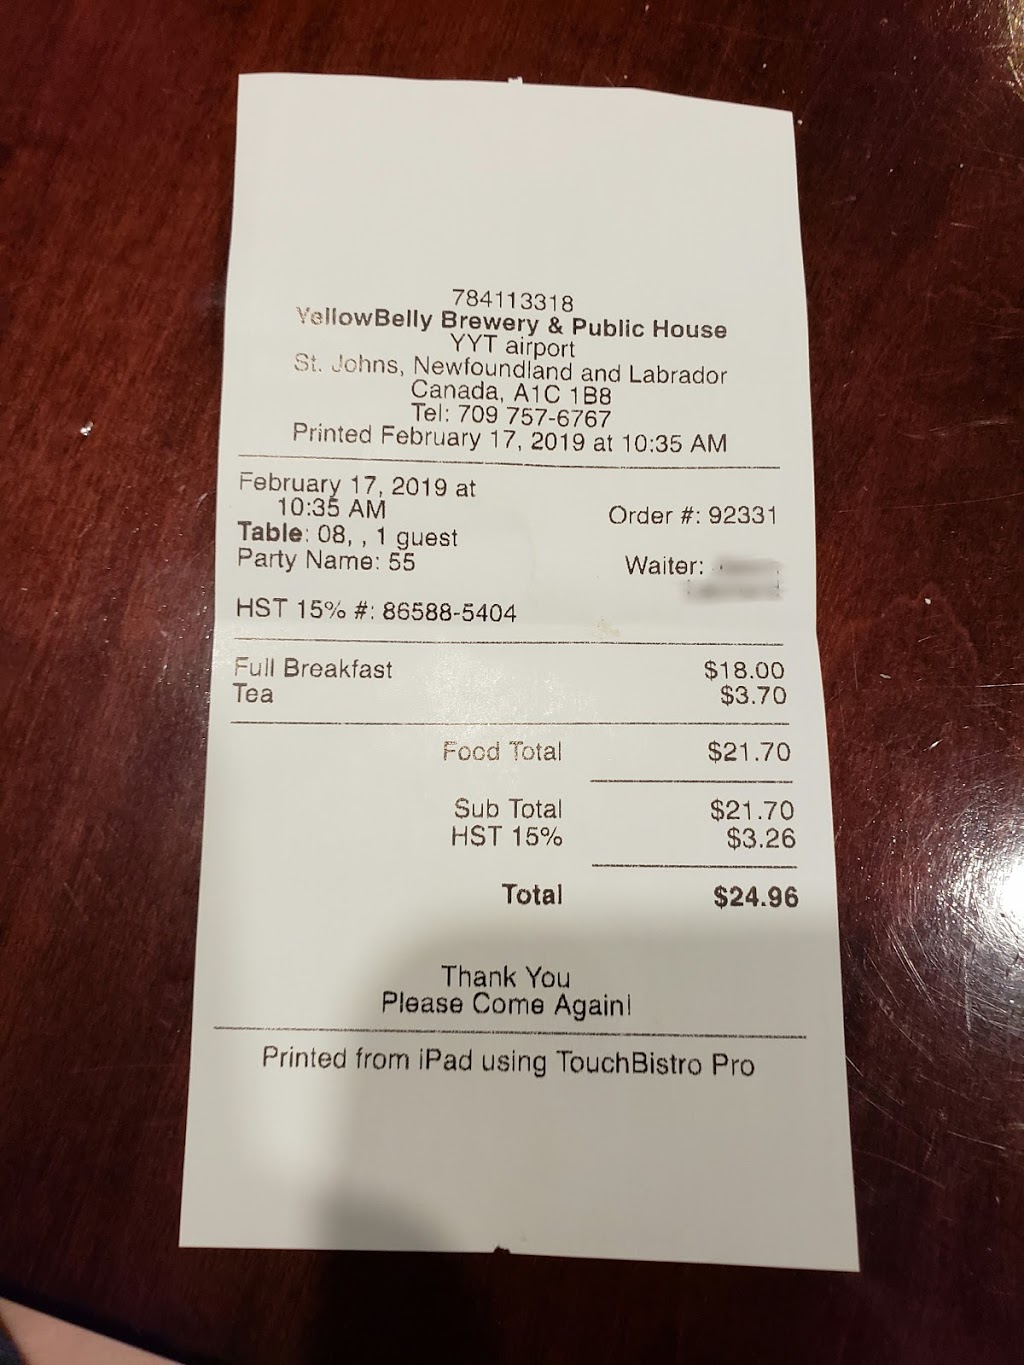 784113318
YellowBelly Brewery & Public House
YYT airport
St. Johns, Newfoundland and Labrador
Canada, A1C 1B8
Tel: 709 757-6767
Printed February 17, 2019 at 10:35 AM
February 17, 2019 at
10:35 AM
Order #: 92331
Table: 08, , 1 guest
Party Name: 55
Waiter:
HST 15% #: 86588-5404
Full Breakfast $18.00
Tea $3.70
Food Total $21.70
Sub Total $21.70
HST 15% $3.26
Total $24.96
Thank You
Please Come Again!
Printed from iPad using TouchBistro Pro